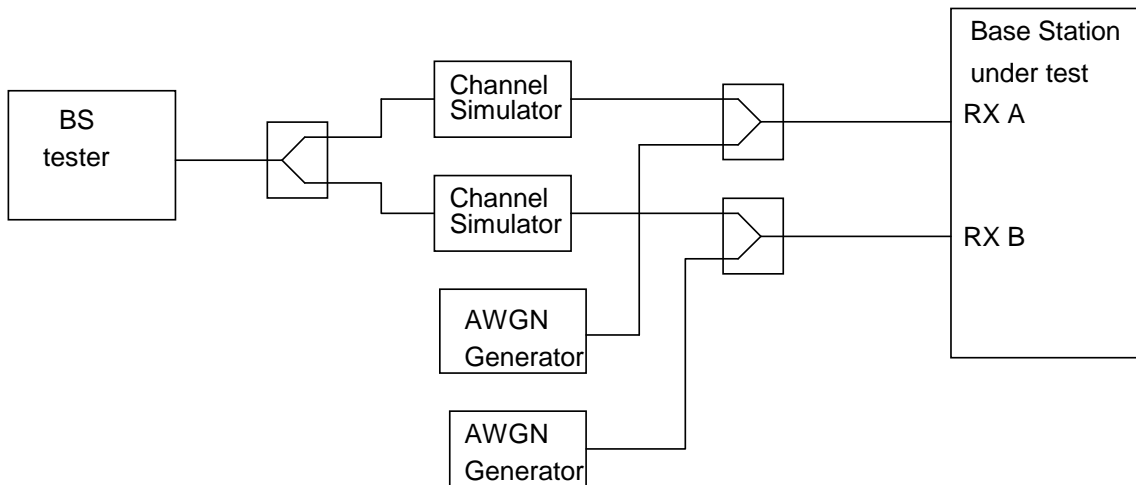 BS
tester
Channel
Simulator
Channel
Simulator
AWGN
Generator
AWGN
Generator
Base Station
under test
RX A
RX B